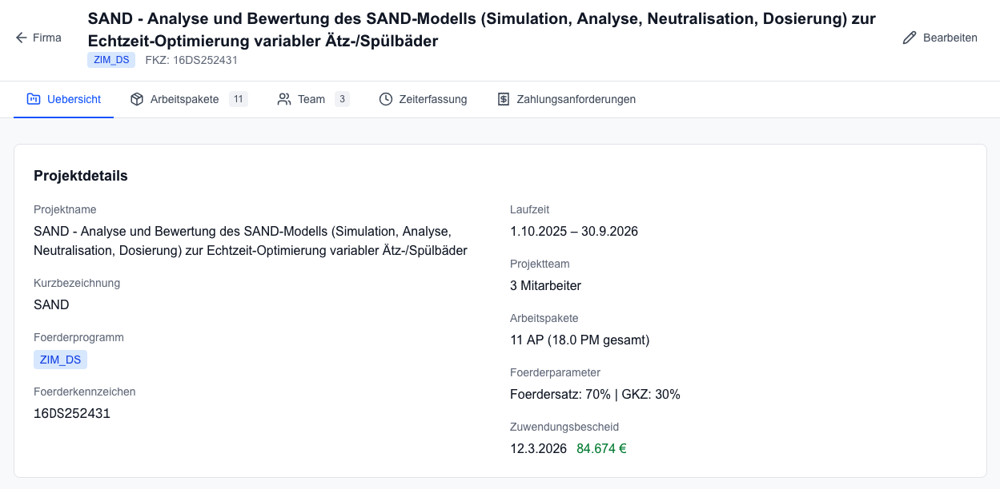 Firma
SAND - Analyse und Bewertung des SAND-Modells (Simulation, Analyse, Neutralisation, Dosierung) zur
Echtzeit-Optimierung variabler Ätz-/Spülbäder
ZIM_DS FKZ: 16DS252431
Bearbeiten
Uebersicht Arbeitspakete 11 Team 3 Zeiterfassung Zahlungsanforderungen
Projektdetails
Projektname
SAND - Analyse und Bewertung des SAND-Modells (Simulation, Analyse,
Neutralisation, Dosierung) zur Echtzeit-Optimierung variabler Ätz-/Spülbäder
Kurzbezeichnung
SAND
Foerderprogramm
ZIM_DS
Foerderkennzeichen
16DS252431
Laufzeit
1.10.2025 – 30.9.2026
Projektteam
3 Mitarbeiter
Arbeitspakete
11 AP (18.0 PM gesamt)
Foerderparameter
Foerdersatz: 70% | GKZ: 30%
Zuwendungsbescheid
12.3.2026 84.674 €